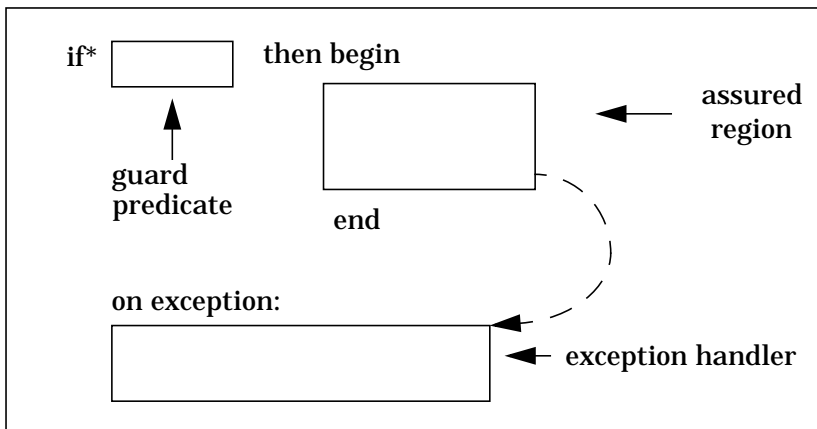 if* then begin
assured
region
guard
predicate
end
on exception:
exception handler